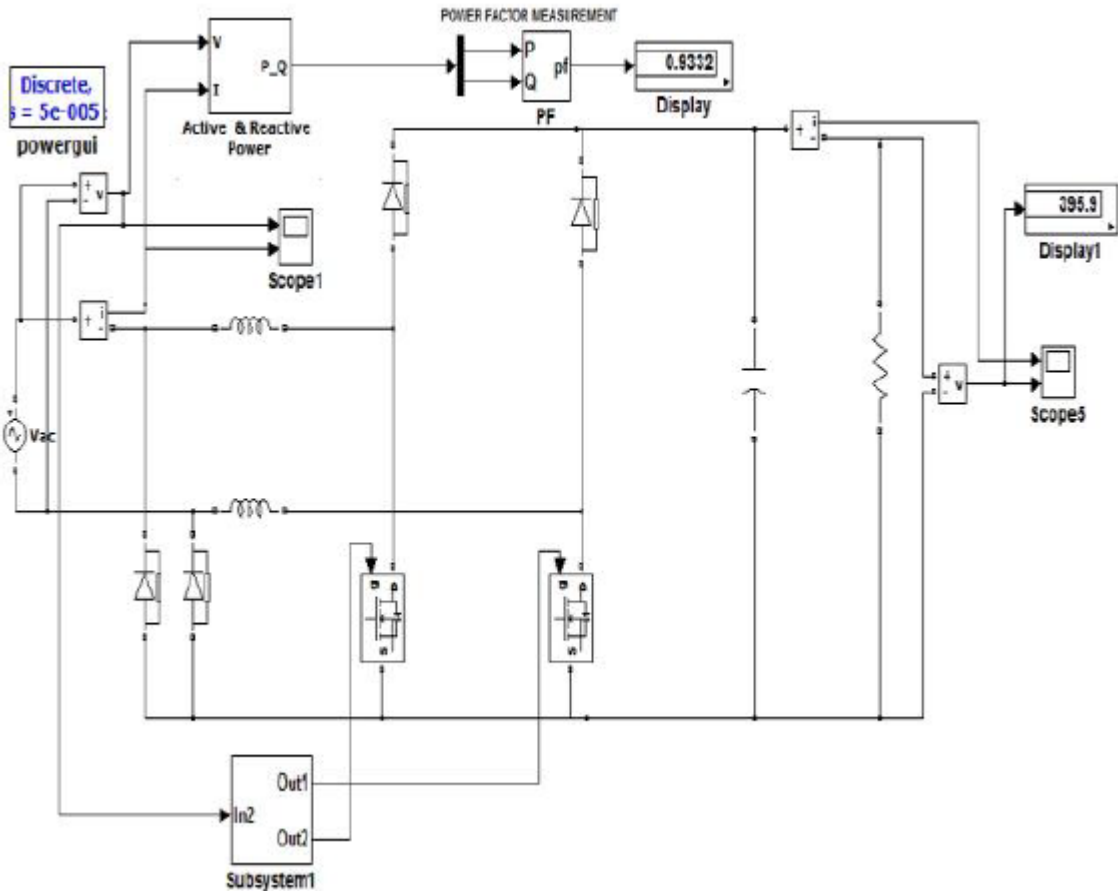 POWER FACTOR MEASUREMENT
V
I
P_Q
Active & Reactive
Power
P
Q
pf
PF
0.9332
Display
Discrete,
s = 5e-005
powergui
+
-
v
Scope1
+
i
-
+
i
-
395.9
Display1
+
-
v
Scope5
Vac
g
D
S
g
D
S
In2
Out1
Out2
Subsystem1